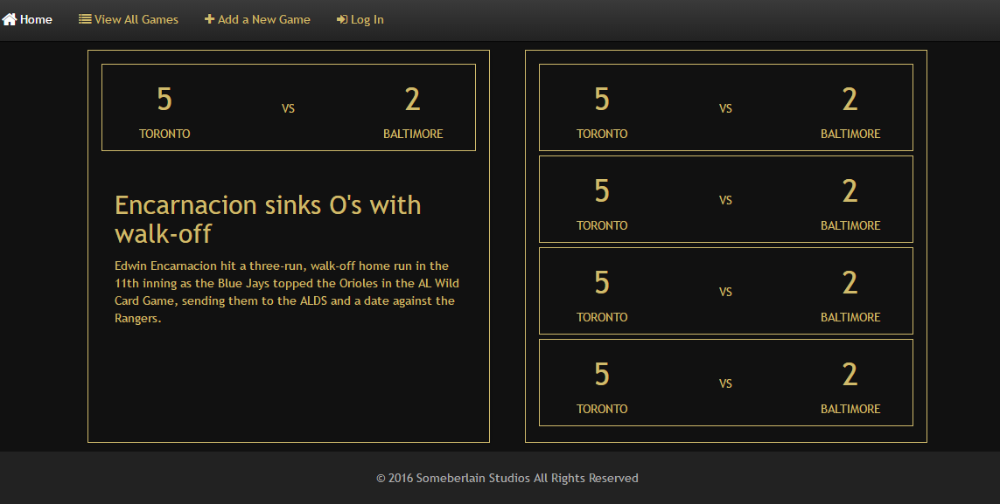 Home View All Games Add a New Game Log In
5 VS 2
TORONTO BALTIMORE
Encarnacion sinks O's with
walk-off
Edwin Encarnacion hit a three-run, walk-off home run in the
11th inning as the Blue Jays topped the Orioles in the AL Wild
Card Game, sending them to the ALDS and a date against the
Rangers.
5 VS 2
TORONTO BALTIMORE
5 VS 2
TORONTO BALTIMORE
5 VS 2
TORONTO BALTIMORE
5 VS 2
TORONTO BALTIMORE
© 2016 Someberlain Studios All Rights Reserved